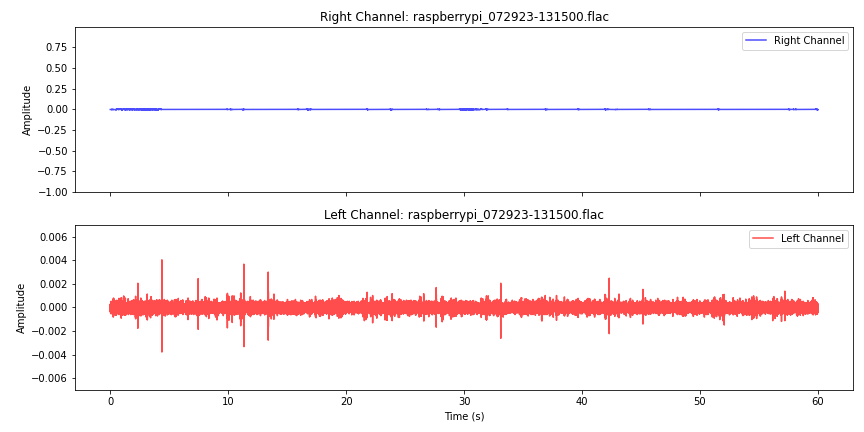 Right Channel: raspberrypi_072923-131500.flac
Right Channel
0.75
0.50
0.25
0.00
−0.25
−0.50
−0.75
−1.00
Amplitude
Left Channel: raspberrypi_072923-131500.flac
Left Channel
0.006
0.004
0.002
0.000
−0.002
−0.004
−0.006
Amplitude
0 10 20 30 40 50 60
Time (s)